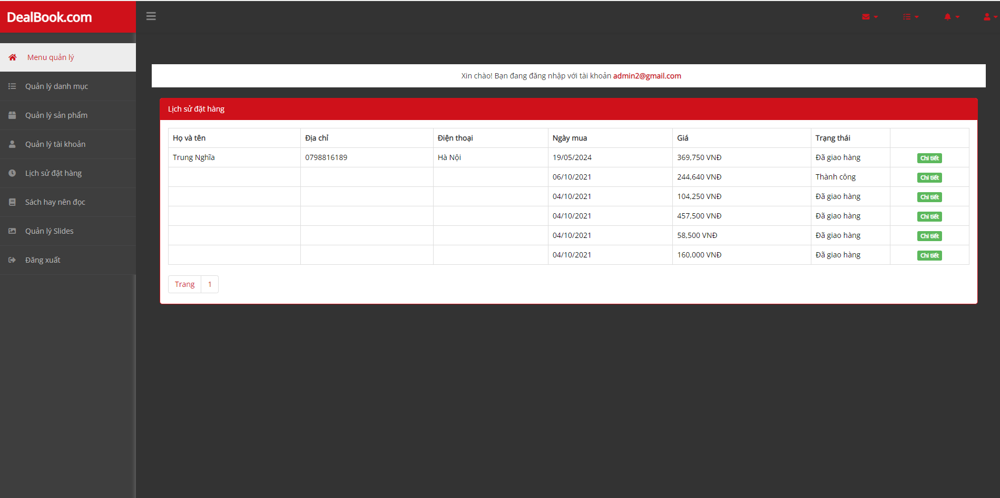 DealBook.com
Menu quản lý
Quản lý danh mục
Quản lý sản phẩm
Quản lý tài khoản
Lịch sử đặt hàng
Sách hay nên đọc
Quản lý Slides
Đăng xuất
Xin chào! Bạn đang đăng nhập với tài khoản admin2@gmail.com
Lịch sử đặt hàng
Họ và tên Địa chỉ Điện thoại Ngày mua Giá Trạng thái
Trung Nghĩa 0798816189 Hà Nội 19/05/2024 369,750 VNĐ Đã giao hàng Chi tiết
06/10/2021 244,640 VNĐ Thành công Chi tiết
04/10/2021 104,250 VNĐ Đã giao hàng Chi tiết
04/10/2021 457,500 VNĐ Đã giao hàng Chi tiết
04/10/2021 58,500 VNĐ Đã giao hàng Chi tiết
04/10/2021 160,000 VNĐ Đã giao hàng Chi tiết
Trang 1